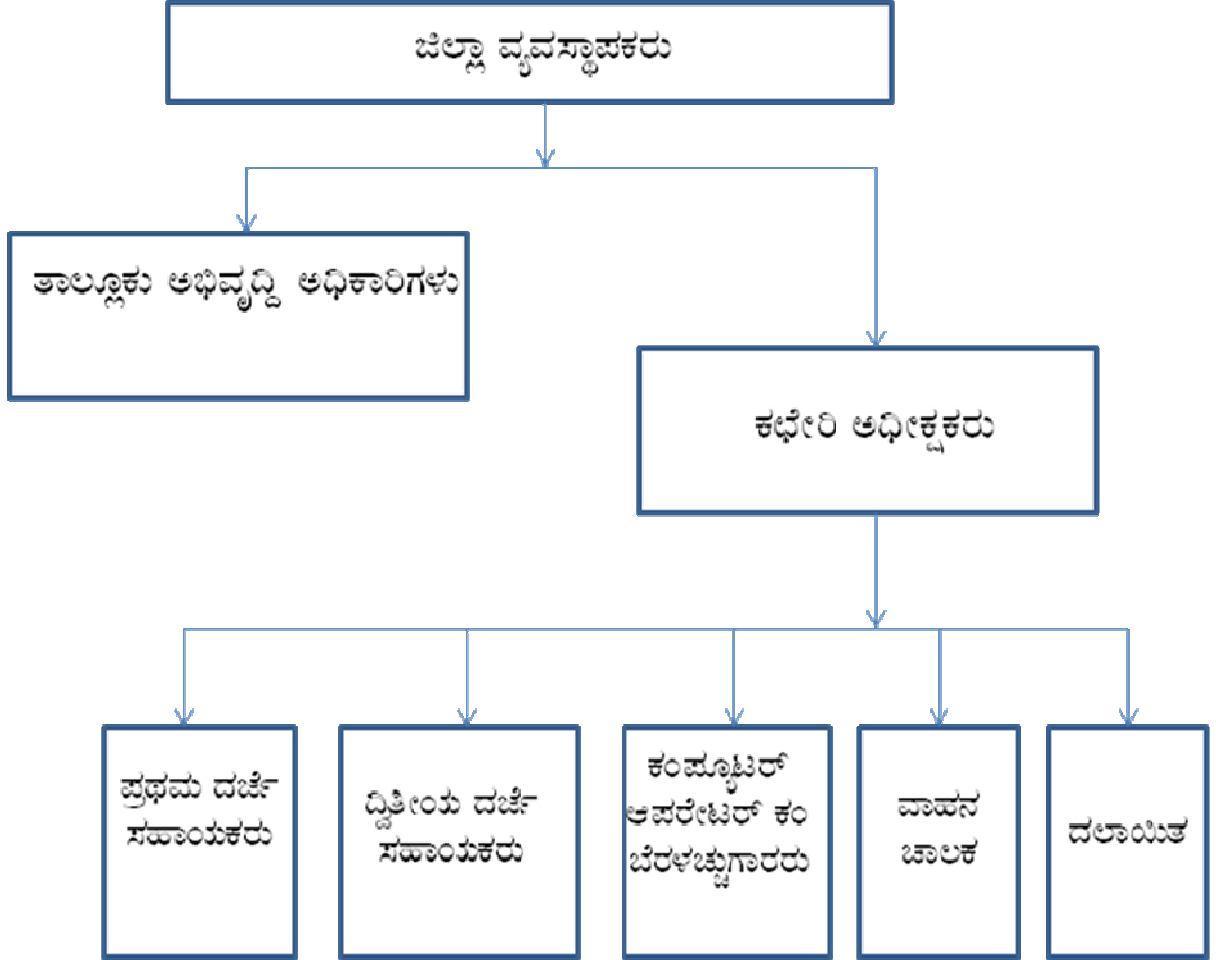 ಜಿಲ್ಲಾ ವ್ಯವಸ್ಥಾಪಕರು
ತಾಲ್ಲೂಕು ಅಭಿವೃದ್ದಿ ಅಧಿಕಾರಿಗಳು
ಕಛೇರಿ ಅಧೀಕ್ಷಕರು
ಪ್ರಥಮ ದರ್ಜೆ
ಸಹಾಯಕರು
ದ್ವಿತೀಯ ದರ್ಜೆ
ಸಹಾಯಕರು
ಕಂಪ್ಯೂಟರ್
ಆಪರೇಟರ್ ಕಂ
ಬೆರಳಚ್ಚುಗಾರರು
ವಾಹನ
ಚಾಲಕ
ದಲಾಯಿತ